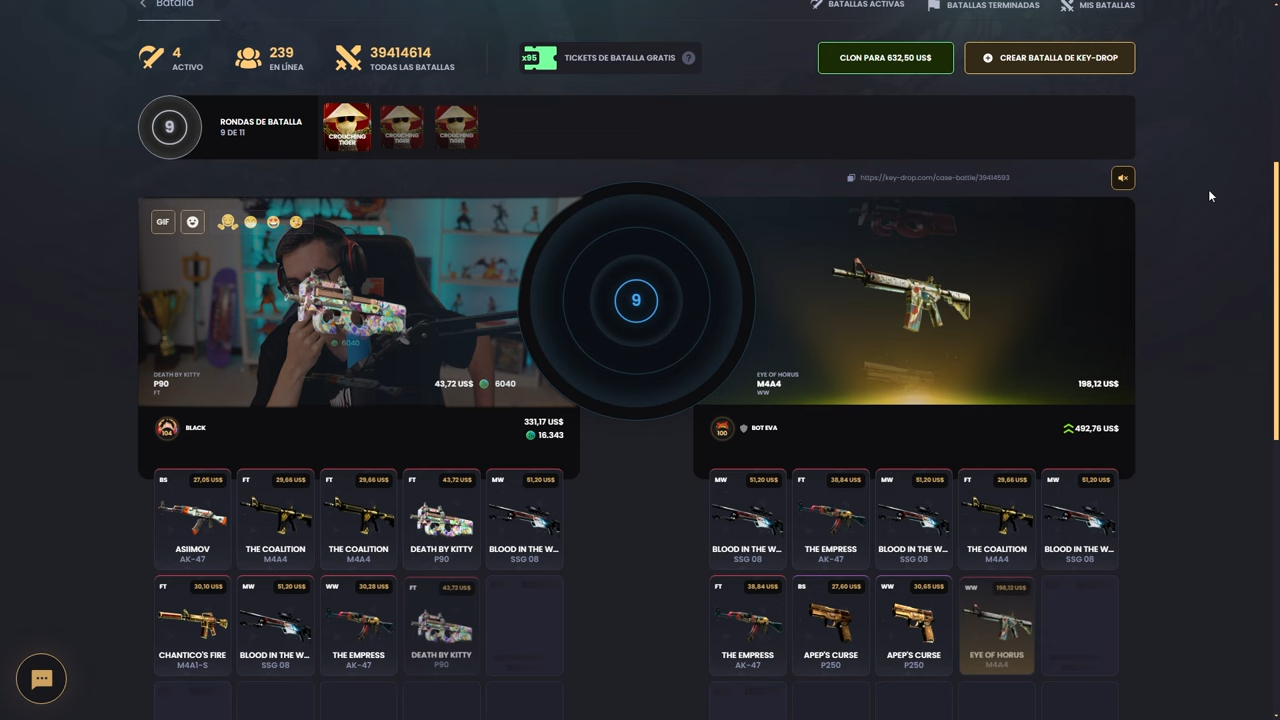 Batalla
BATALLAS ACTIVAS
BATALLAS TERMINADAS
MIS BATALLAS
4
ACTIVO
239
EN LÍNEA
39414614
TODAS LAS BATALLAS
x95
TICKETS DE BATALLA GRATIS
?
CLON PARA 632,50 US$
CREAR BATALLA DE KEY-DROP
9
RONDAS DE BATALLA
9 DE 11
CROUCHING TIGER
CROUCHING TIGER
CROUCHING TIGER
https://key-drop.com/case-battle/39414593
GIF
6040
DEATH BY KITTY
P90
FT
43,72 US$
6040
9
EYE OF HORUS
M4A4
WW
198,12 US$
104
BLACK
331,17 US$
16.343
100
BOT EVA
492,76 US$
BS 27,05 US$
ASIIMOV
AK-47
FT 29,66 US$
THE COALITION
M4A4
FT 29,66 US$
THE COALITION
M4A4
FT 43,72 US$
DEATH BY KITTY
P90
MW 51,20 US$
BLOOD IN THE W...
SSG 08
MW 51,20 US$
BLOOD IN THE W...
SSG 08
FT 38,84 US$
THE EMPRESS
AK-47
MW 51,20 US$
BLOOD IN THE W...
SSG 08
FT 29,66 US$
THE COALITION
M4A4
MW 51,20 US$
BLOOD IN THE W...
SSG 08
FT 30,10 US$
CHANTICO'S FIRE
M4A1-S
MW 51,20 US$
BLOOD IN THE W...
SSG 08
WW 30,28 US$
THE EMPRESS
AK-47
FT 43,72 US$
DEATH BY KITTY
P90
FT 38,84 US$
THE EMPRESS
AK-47
BS 27,60 US$
APEP'S CURSE
P250
WW 30,65 US$
APEP'S CURSE
P250
WW 198,12 US$
EYE OF HORUS
M4A4